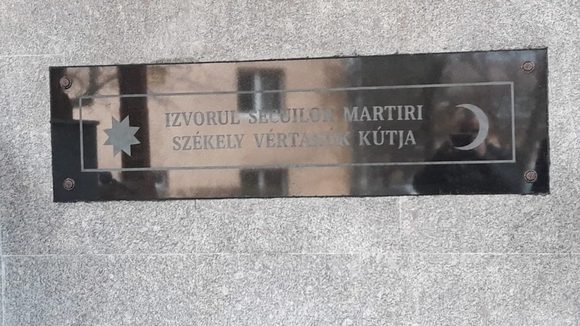 IZVORUL SECUILOR MARTIRI
SZÉKELY VÉRTANÚK KÚTJA